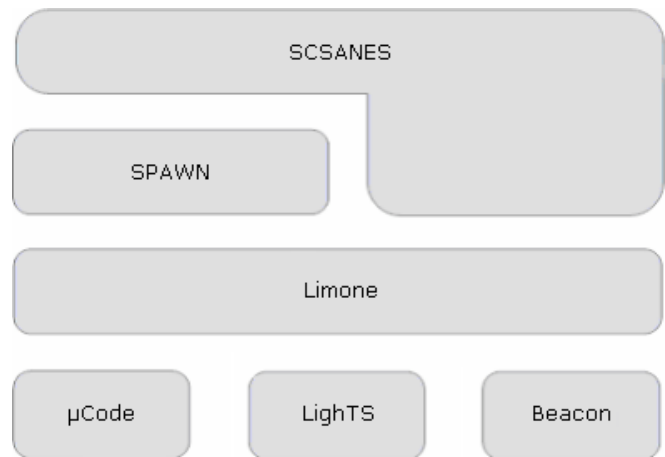 SCSANES
SPAWN
Limone
µCode
LighTS
Beacon